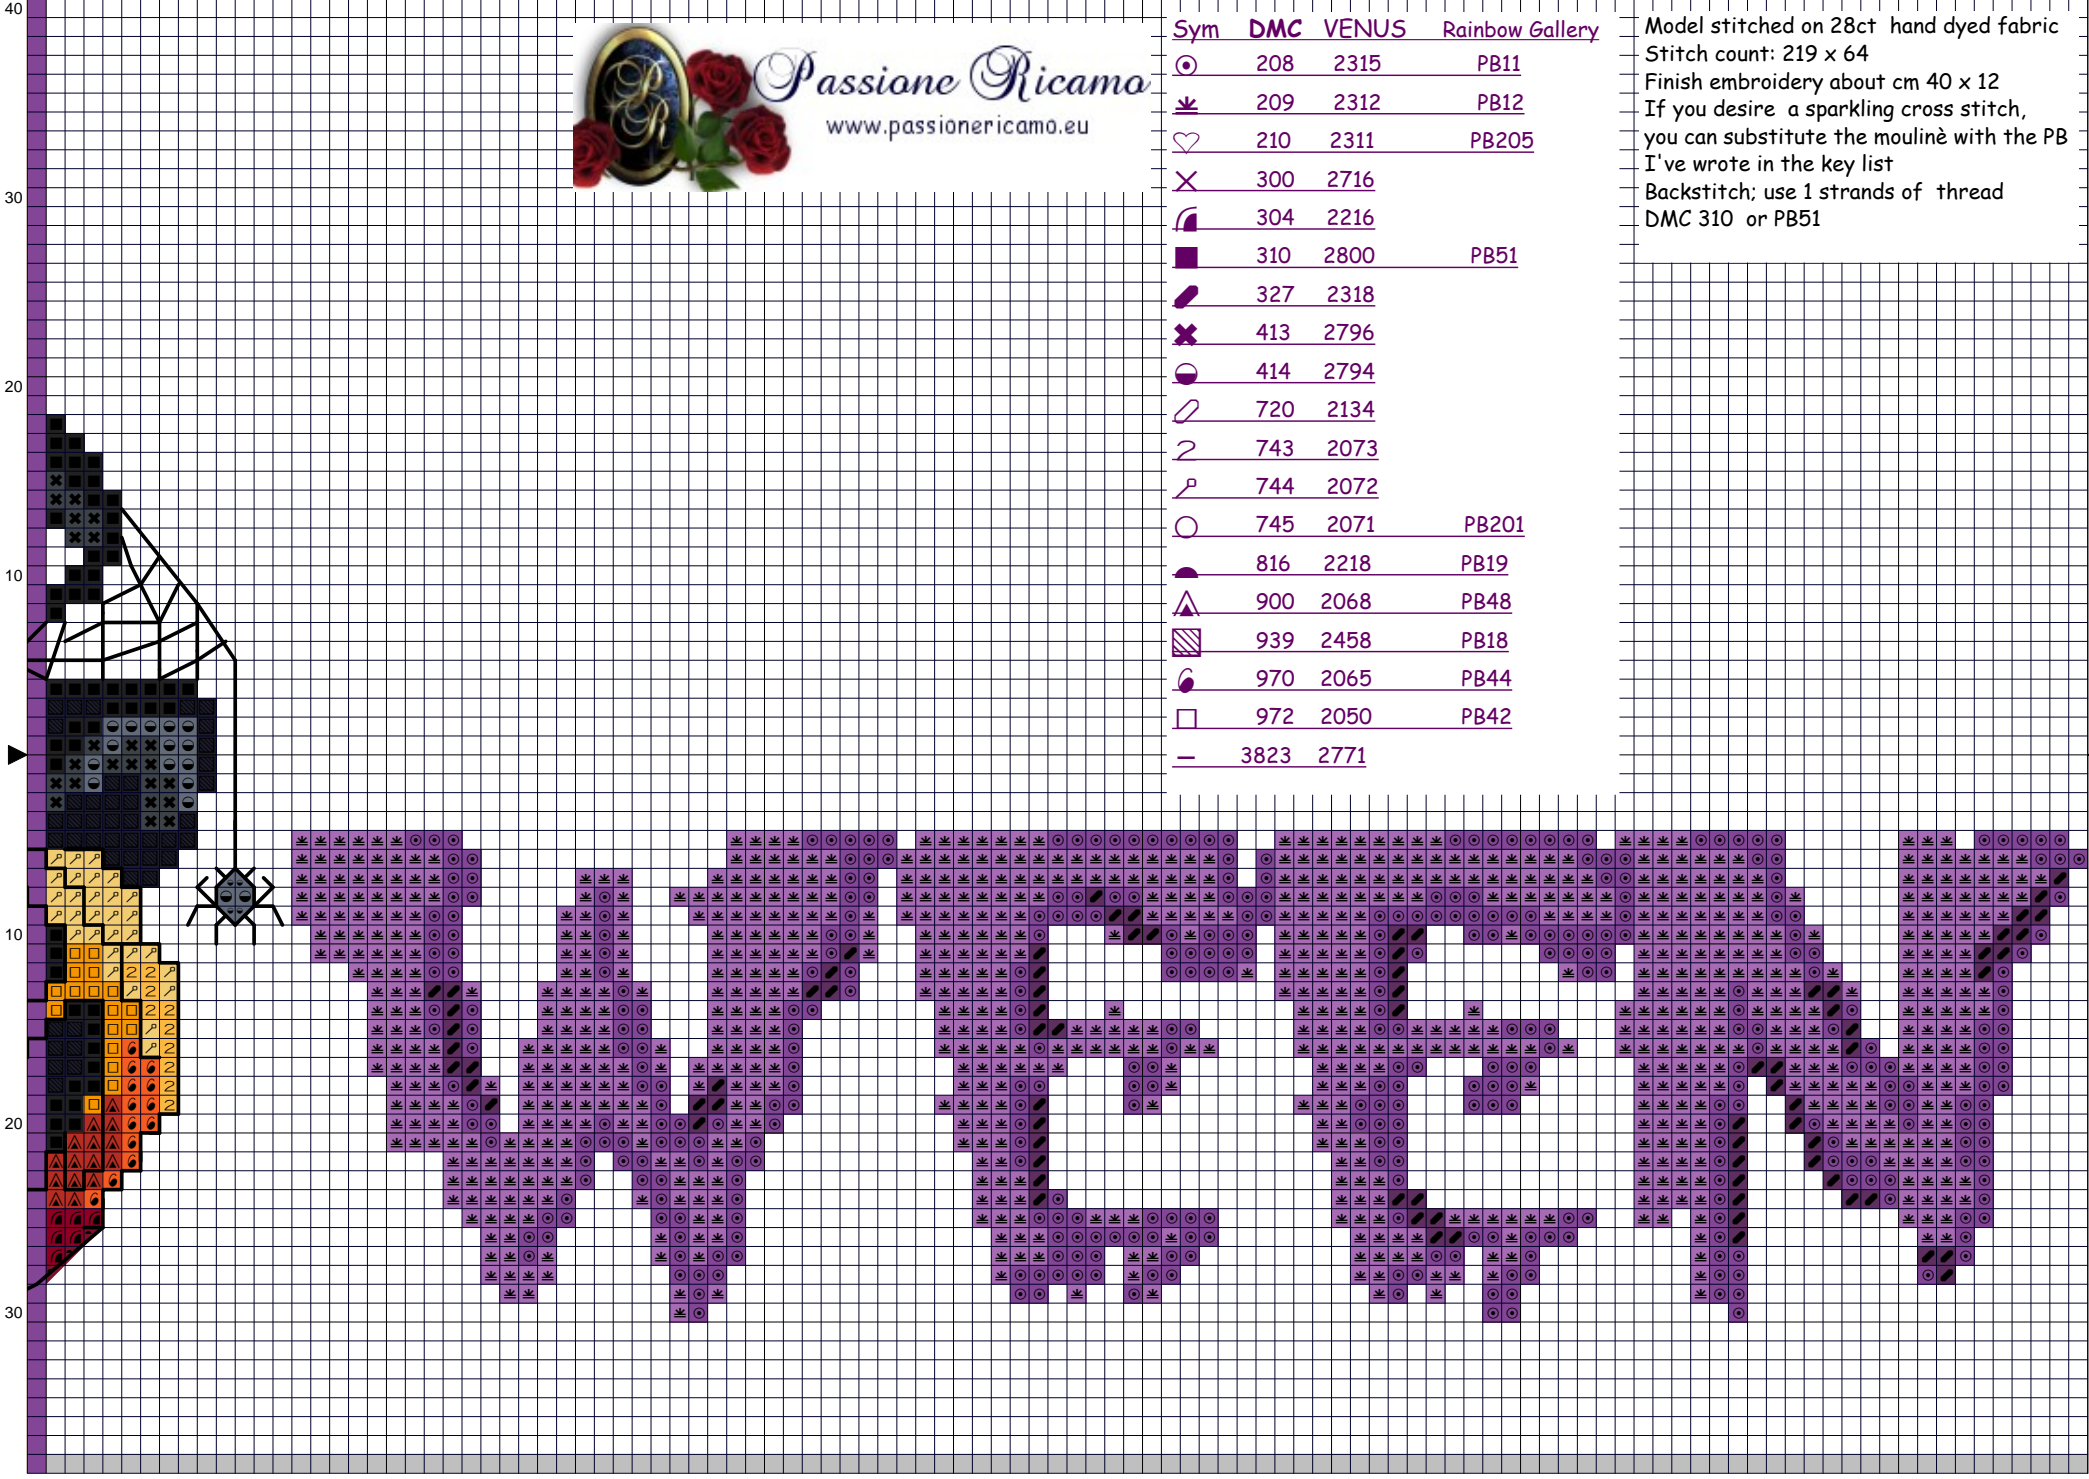 40
30
20
10
10
20
30
PR
Passione Ricamo
www.passionericamo.eu
Sym DMC VENUS Rainbow Gallery
208 2315 PB11
209 2312 PB12
210 2311 PB205
300 2716
304 2216
310 2800 PB51
327 2318
413 2796
414 2794
720 2134
743 2073
744 2072
745 2071 PB201
816 2218 PB19
900 2068 PB48
939 2458 PB18
970 2065 PB44
972 2050 PB42
3823 2771
Model stitched on 28ct hand dyed fabric
Stitch count: 219 x 64
Finish embroidery about cm 40 x 12
If you desire a sparkling cross stitch,
you can substitute the moulinè with the PB
I've wrote in the key list
Backstitch; use 1 strands of thread
DMC 310 or PB51
WEEN